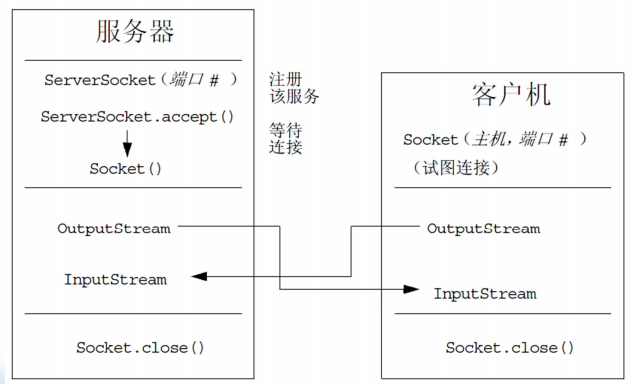 服务器
ServerSocket(端口 # )
ServerSocket.accept()
Socket()
OutputStream
InputStream
Socket.close()
注册
该服务
等待
连接
客户机
Socket(主机, 端口 # )
(试图连接)
OutputStream
InputStream
Socket.close()